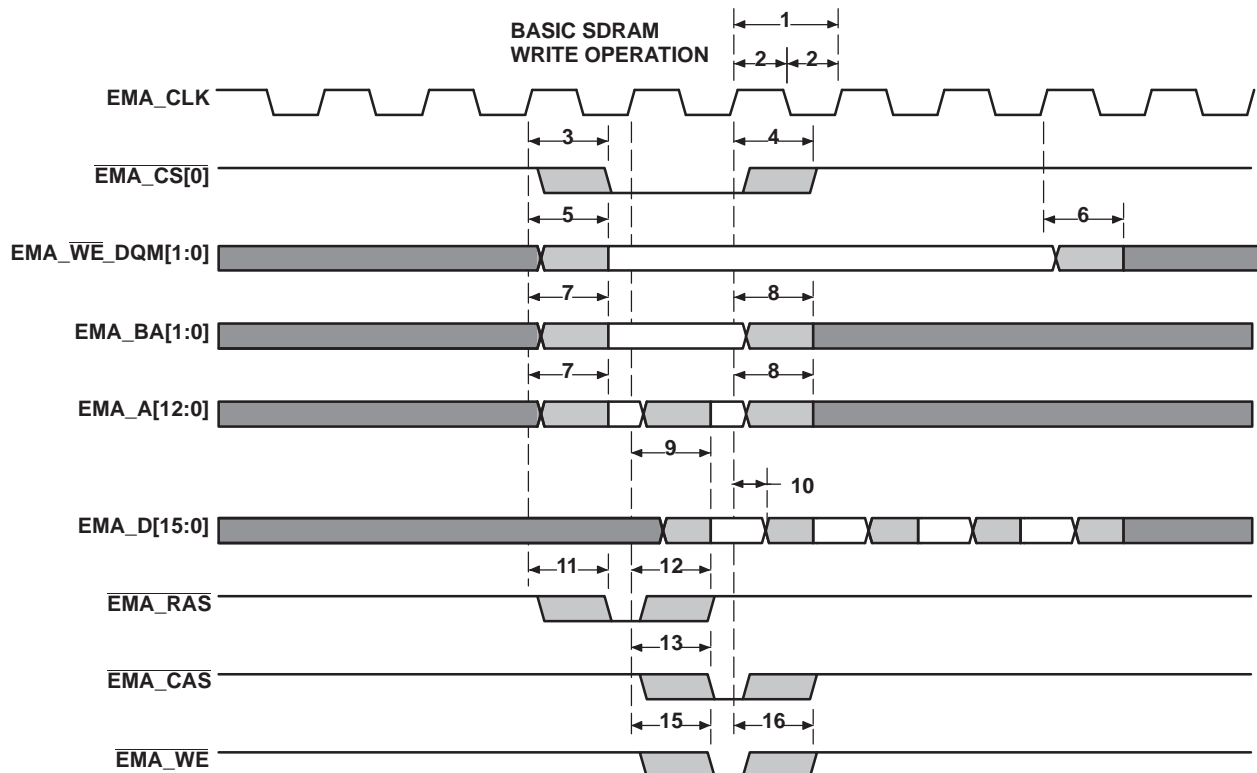 BASIC SDRAM
WRITE OPERATION
1
2 2
EMA_CLK
3 4
EMA_CS[0]
5 6
EMA_WE_DQM[1:0]
7 8
EMA_BA[1:0]
7 8
EMA_A[12:0]
9
10
EMA_D[15:0]
11 12
EMA_RAS
13
EMA_CAS
15 16
EMA_WE